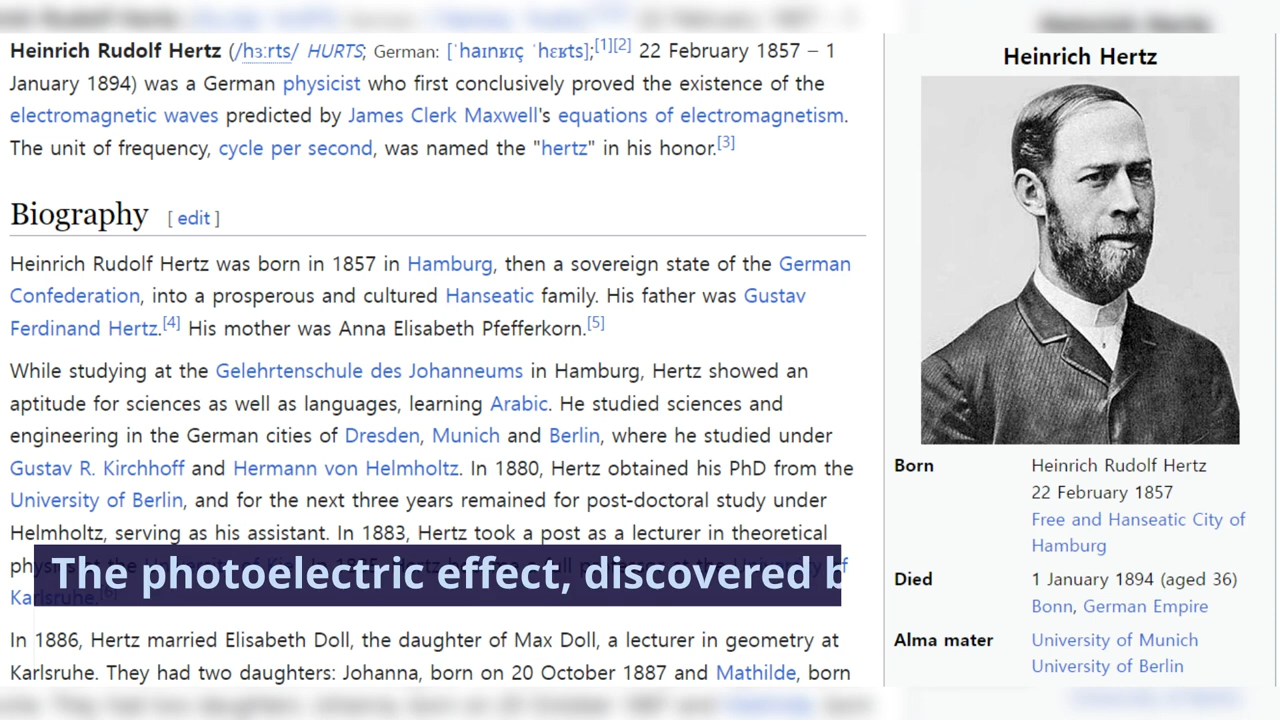 Heinrich Rudolf Hertz (/hɜːrts/ HURTS; German: [ˈhaɪnʁɪç ˈhɛʁts];[1][2] 22 February 1857 – 1
January 1894) was a German physicist who first conclusively proved the existence of the
electromagnetic waves predicted by James Clerk Maxwell's equations of electromagnetism.
The unit of frequency, cycle per second, was named the "hertz" in his honor.[3]
Biography [ edit ]
Heinrich Rudolf Hertz was born in 1857 in Hamburg, then a sovereign state of the German
Confederation, into a prosperous and cultured Hanseatic family. His father was Gustav
Ferdinand Hertz.[4] His mother was Anna Elisabeth Pfefferkorn.[5]
While studying at the Gelehrtenschule des Johanneums in Hamburg, Hertz showed an
aptitude for sciences as well as languages, learning Arabic. He studied sciences and
engineering in the German cities of Dresden, Munich and Berlin, where he studied under
Gustav R. Kirchhoff and Hermann von Helmholtz. In 1880, Hertz obtained his PhD from the
University of Berlin, and for the next three years remained for post-doctoral study under
Helmholtz, serving as his assistant. In 1883, Hertz took a post as a lecturer in theoretical
The photoelectric effect, discovered b
In 1886, Hertz married Elisabeth Doll, the daughter of Max Doll, a lecturer in geometry at
Karlsruhe. They had two daughters: Johanna, born on 20 October 1887 and Mathilde, born
Heinrich Hertz
Born Heinrich Rudolf Hertz
22 February 1857
Free and Hanseatic City of
Hamburg
Died 1 January 1894 (aged 36)
Bonn, German Empire
Alma mater University of Munich
University of Berlin